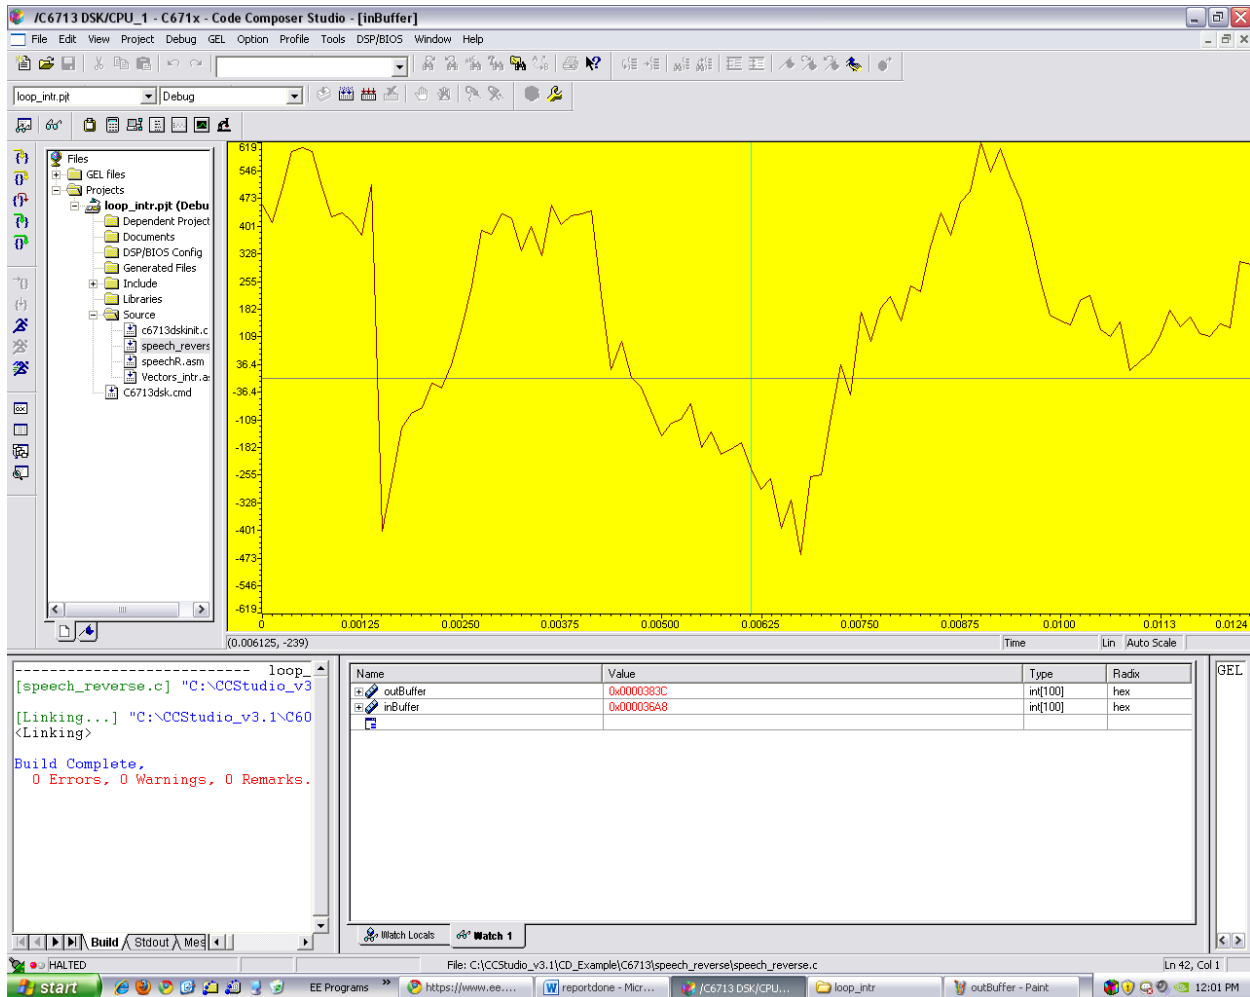 /C6713 DSK/CPU_1 - C671x - Code Composer Studio - [inBuffer]
File Edit View Project Debug GEL Option Profile Tools DSP/BIOS Window Help
loop_intr.pjt Debug
Files
GEL files
Projects
loop_intr.pjt (Debu
Dependent Project
Documents
DSP/BIOS Config
Generated Files
Include
Libraries
Source
c6713dskinit.c
speech_revers
speechR.asm
Vectors_intr.a
C6713dsk.cmd
619
546
473
401
328
255
182
109
36.4
-36.4
-109
-182
-255
-328
-401
-473
-546
-619
0 0.00125 0.00250 0.00375 0.00500 0.00625 0.00750 0.00875 0.0100 0.0113 0.0124
(0.006125, -239) Time Lin Auto Scale
--------------------------- loop_
[speech_reverse.c] "C:\CCStudio_v3
[Linking...] "C:\CCStudio_v3.1\C60
<Linking>
Build Complete,
0 Errors, 0 Warnings, 0 Remarks.
Build Stdout Mes
Name Value Type Radix
outBuffer 0x0000383C int[100] hex
inBuffer 0x000036A8 int[100] hex
Watch Locals Watch 1
GEL
HALTED File: C:\CCStudio_v3.1\CD_Example\C6713\speech_reverse\speech_reverse.c Ln 42, Col 1
start EE Programs » https://www.ee.... reportdone - Micr... /C6713 DSK/CPU... loop_intr outBuffer - Paint 12:01 PM